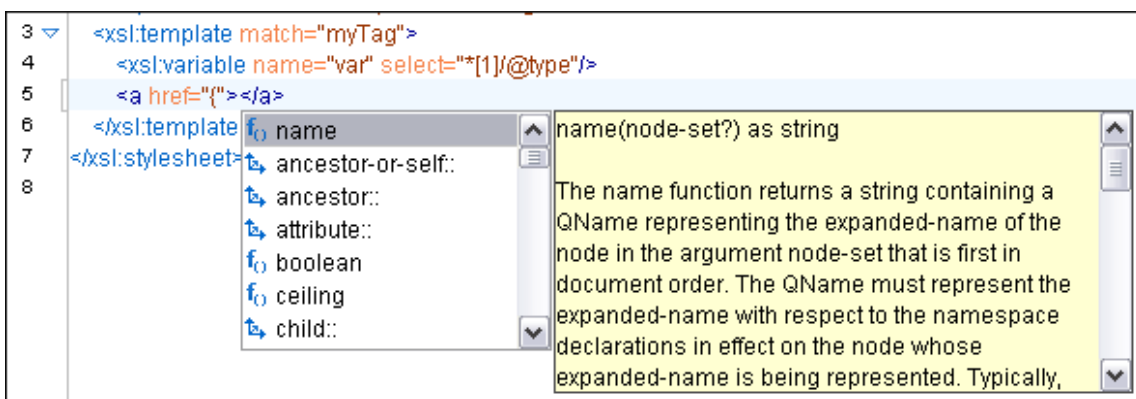 3 <xsl:template match="myTag">
4 <xsl:variable name="var" select="*[1]/@type"/>
5 <a href="{"></a>
6 </xsl:template
7 </xsl:stylesheet>
8
f() name
ancestor-or-self::
ancestor::
attribute::
f() boolean
f() ceiling
child::
name(node-set?) as string
The name function returns a string containing a
QName representing the expanded-name of the
node in the argument node-set that is first in
document order. The QName must represent the
expanded-name with respect to the namespace
declarations in effect on the node whose
expanded-name is being represented. Typically,